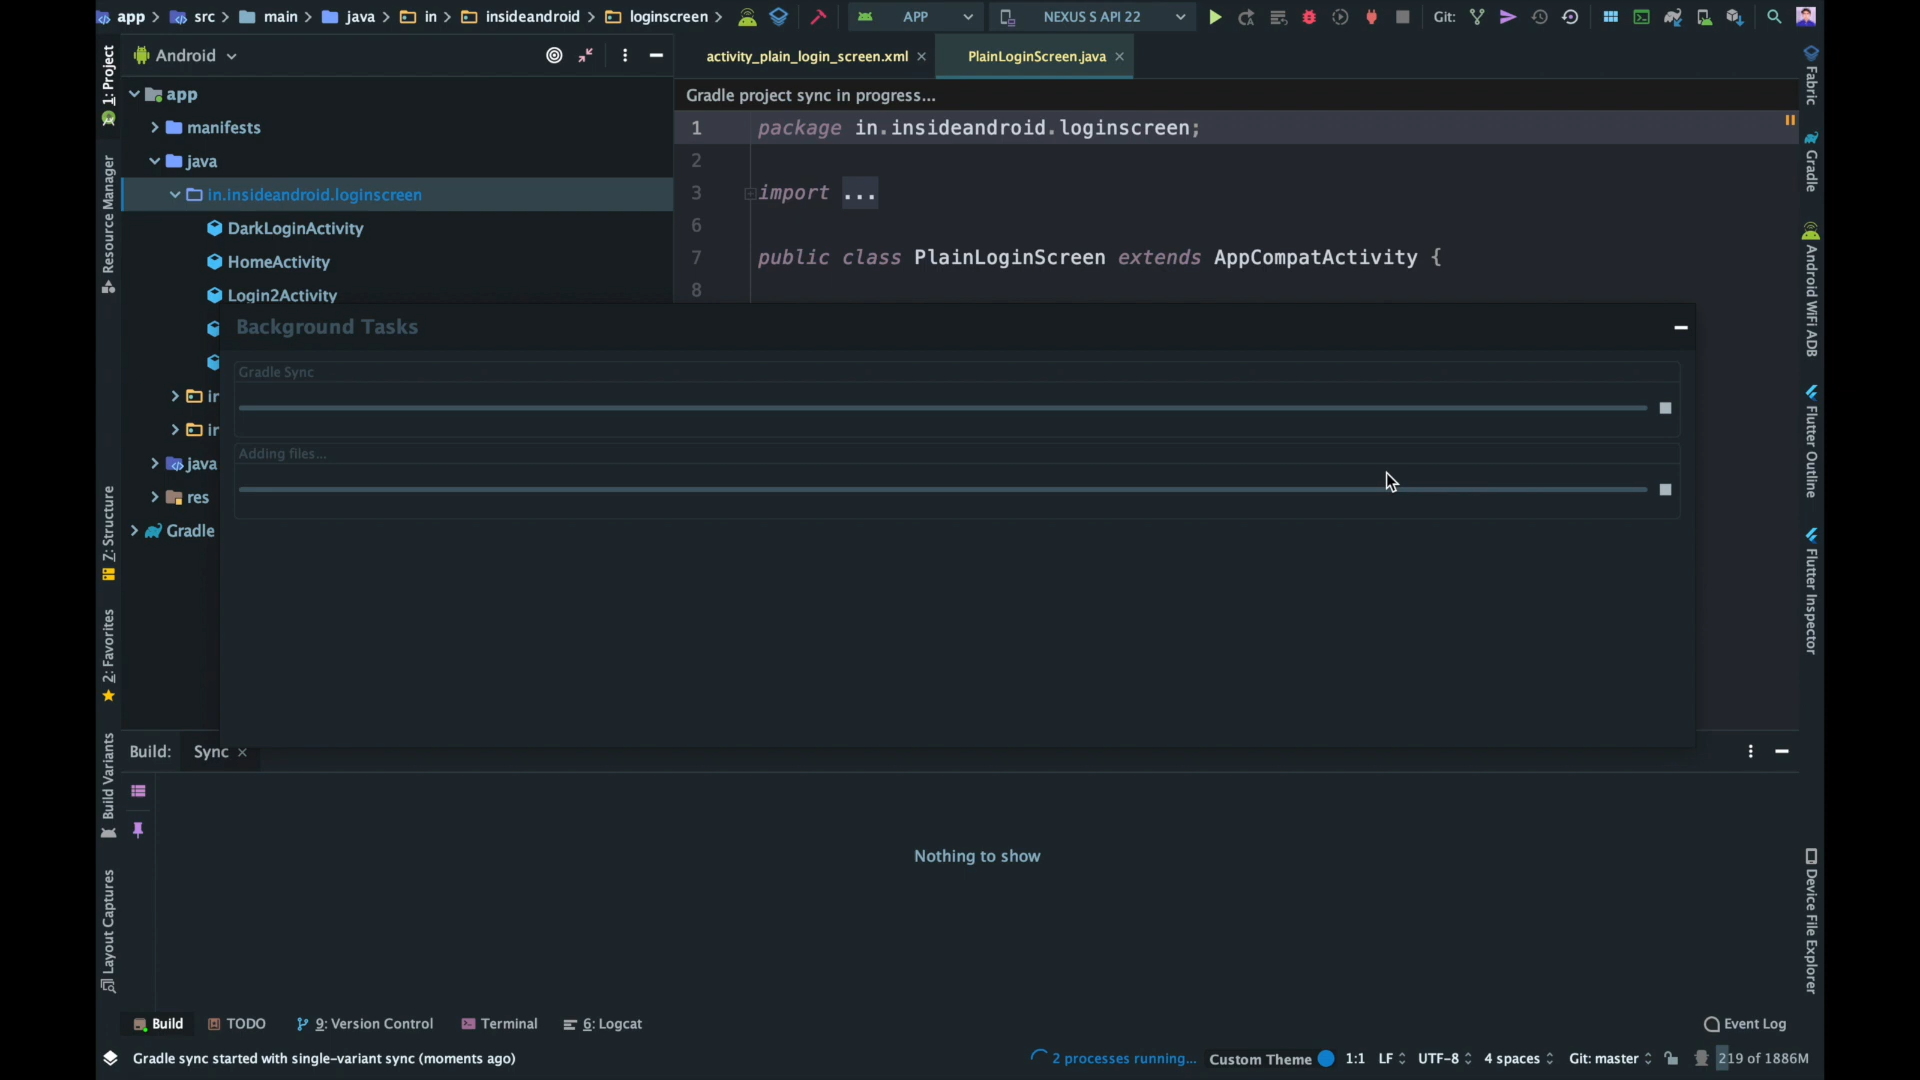 app src main java in insideandroid loginscreen APP NEXUS S API 22 Git:
1: Project
Resource Manager
Z: Structure
2: Favorites
Build Variants
Layout Captures
Android
app
manifests
java
in.insideandroid.loginscreen
DarkLoginActivity
HomeActivity
Login2Activity
ir
ir
java
res
Gradle
activity_plain_login_screen.xml PlainLoginScreen.java
Gradle project sync in progress...
1 package in.insideandroid.loginscreen;
2
3 import ...
6
7 public class PlainLoginScreen extends AppCompatActivity {
8
Background Tasks
Gradle Sync
Adding files...
Build: Sync
Nothing to show
Fabric
Gradle
Android WiFi ADB
Flutter Outline
Flutter Inspector
Device File Explorer
Build TODO 9: Version Control Terminal 6: Logcat Event Log
Gradle sync started with single-variant sync (moments ago) 2 processes running... Custom Theme 1:1 LF UTF-8 4 spaces Git: master 219 of 1886M